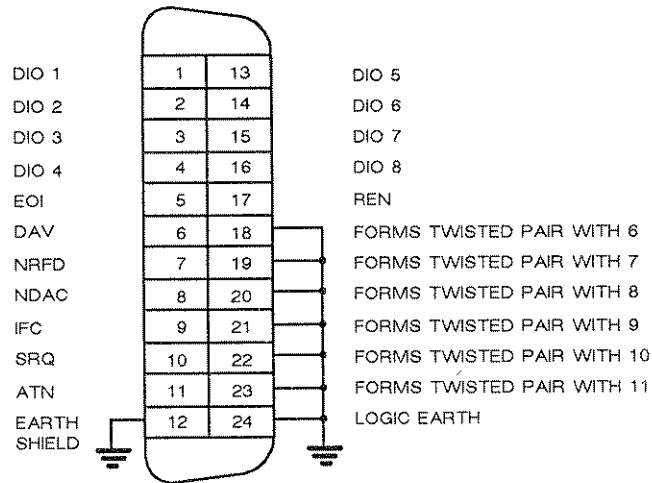 DIO 1 1 13 DIO 5
DIO 2 2 14 DIO 6
DIO 3 3 15 DIO 7
DIO 4 4 16 DIO 8
EOI 5 17 REN
DAV 6 18 FORMS TWISTED PAIR WITH 6
NRFD 7 19 FORMS TWISTED PAIR WITH 7
NDAC 8 20 FORMS TWISTED PAIR WITH 8
IFC 9 21 FORMS TWISTED PAIR WITH 9
SRQ 10 22 FORMS TWISTED PAIR WITH 10
ATN 11 23 FORMS TWISTED PAIR WITH 11
EARTH 12 24 LOGIC EARTH
SHIELD